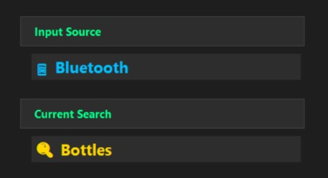 Input Source
Bluetooth
Current Search
Bottles